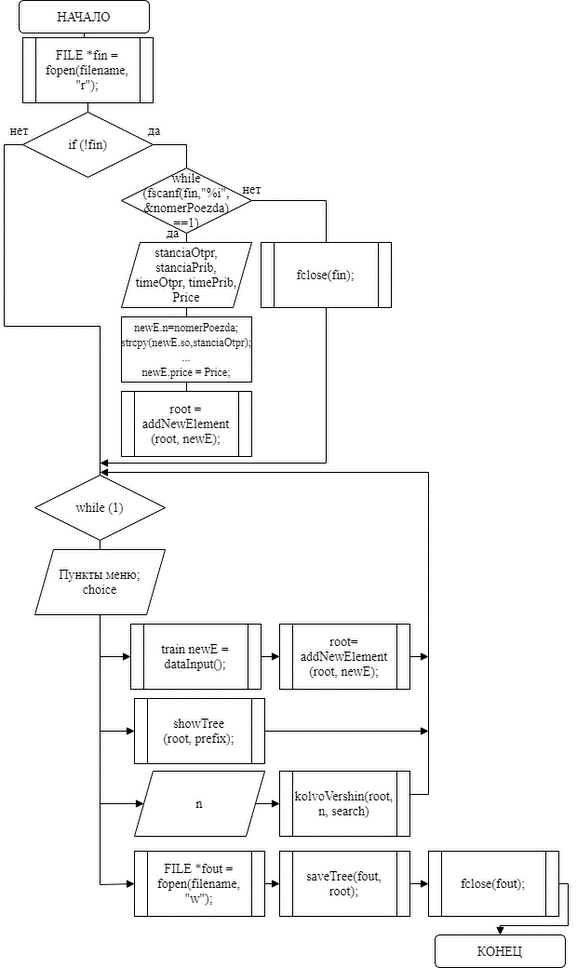 НАЧАЛО
FILE *fin =
fopen(filename,
"r");
нет
да
if (!fin)
while
(fscanf(fin,"%i",
&nomerPoezda)
==1)
нет
да
stanciaOtpr,
stanciaPrib,
timeOtpr, timePrib,
Price
fclose(fin);
newE.n=nomerPoezda;
strcpy(newE.so,stanciaOtpr);
...
newE.price = Price;
root =
addNewElement
(root, newE);
while (1)
Пункты меню;
choice
train newE =
dataInput();
root=
addNewElement
(root, newE);
showTree
(root, prefix);
n
kolvoVershin(root,
n, search)
FILE *fout =
fopen(filename,
"w");
saveTree(fout,
root);
fclose(fout);
КОНЕЦ